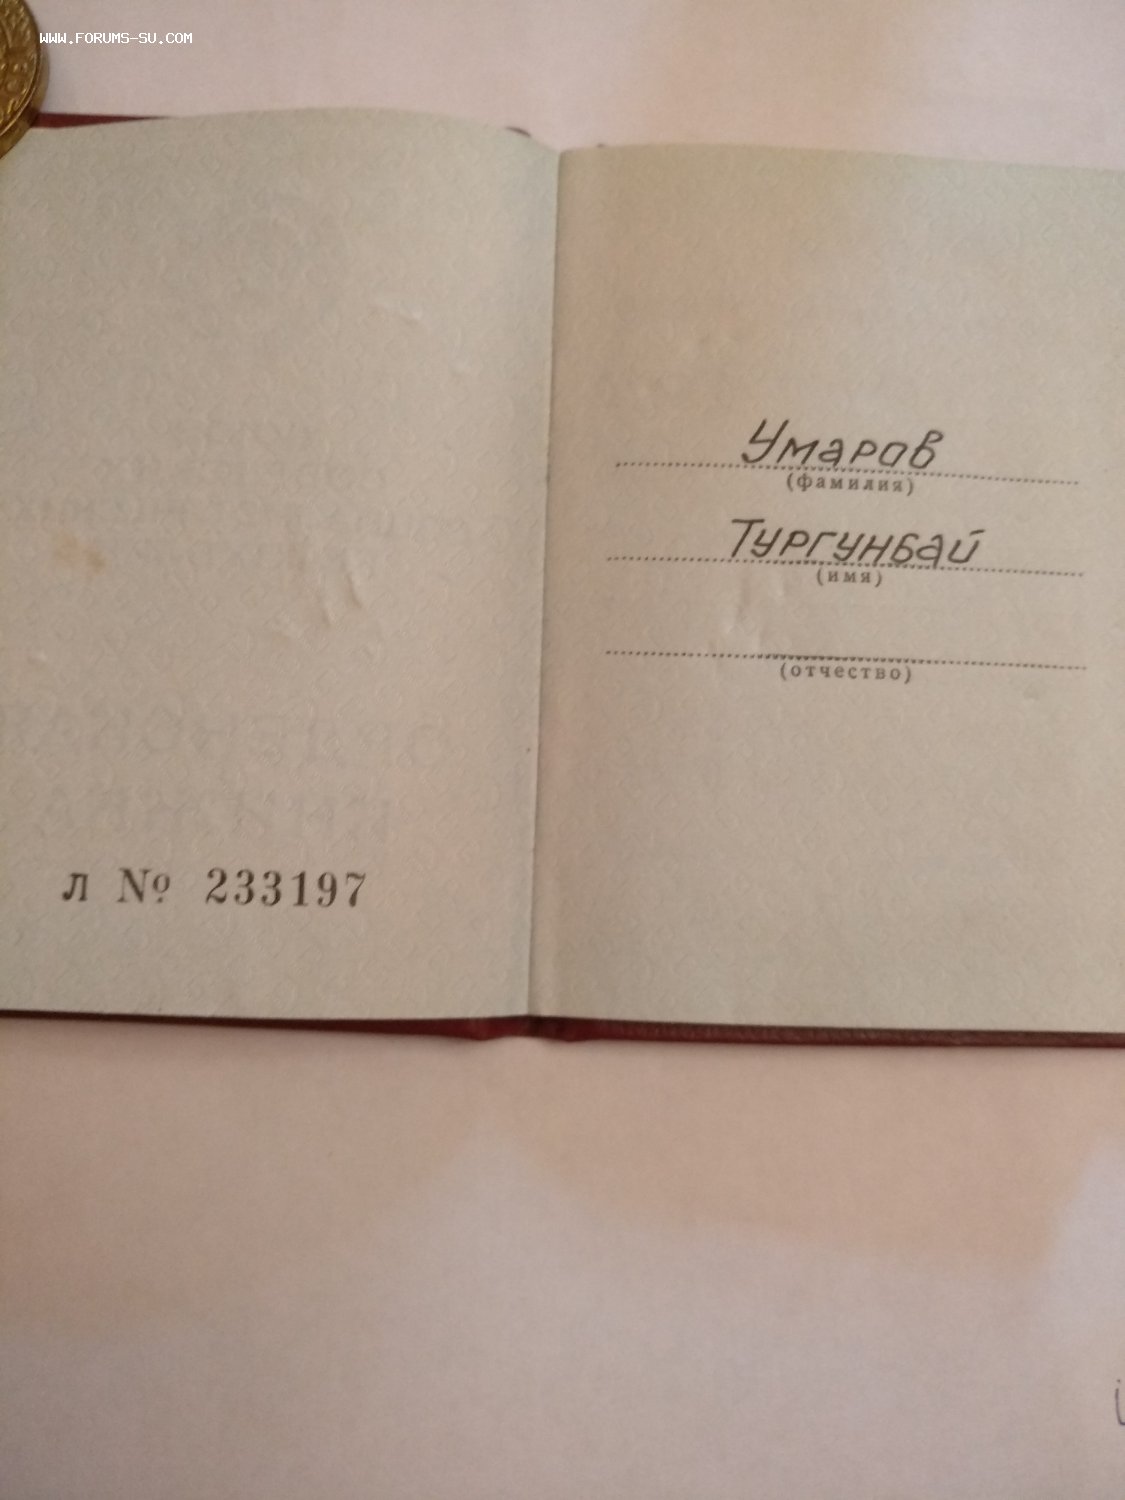 WWW.FORUMS-SU.COM
Умаров
(фамилия)
Тургунбай
(имя)
(отчество)
л № 233197